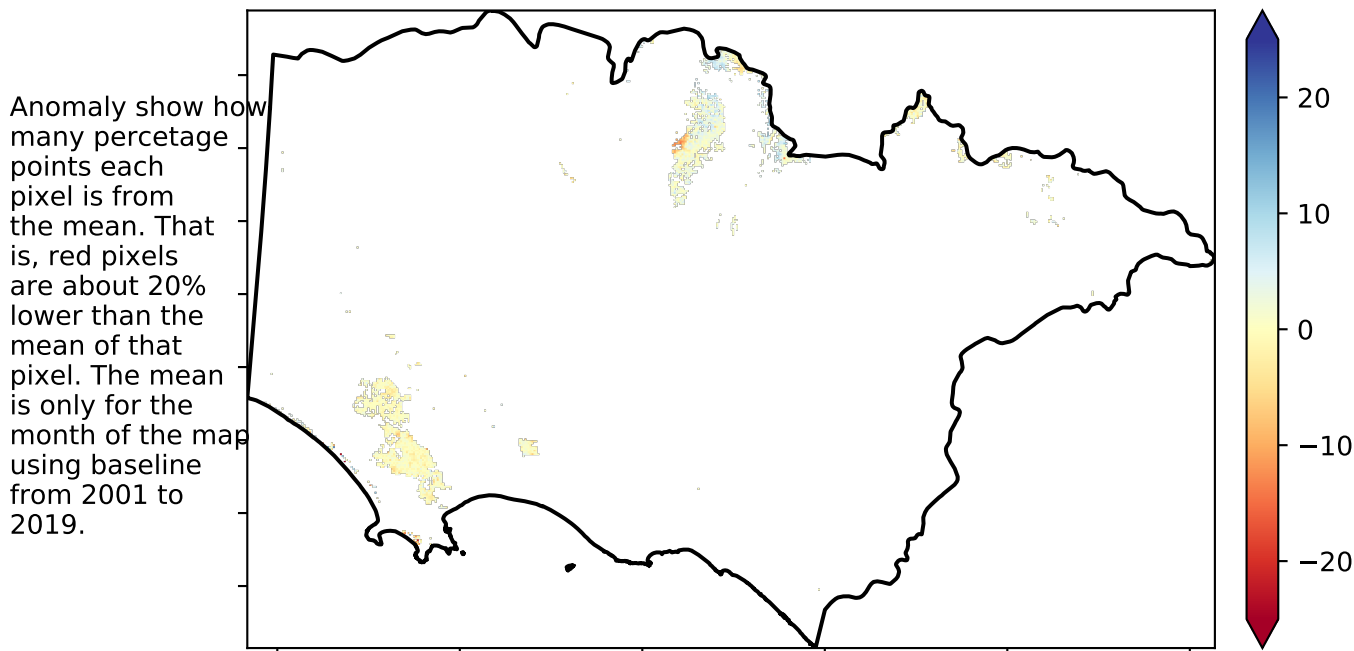 Anomaly show how
many percetage
points each
pixel is from
the mean. That
is, red pixels
are about 20%
lower than the
mean of that
pixel. The mean
is only for the
month of the map
using baseline
from 2001 to
2019.
20
10
0
−10
−20